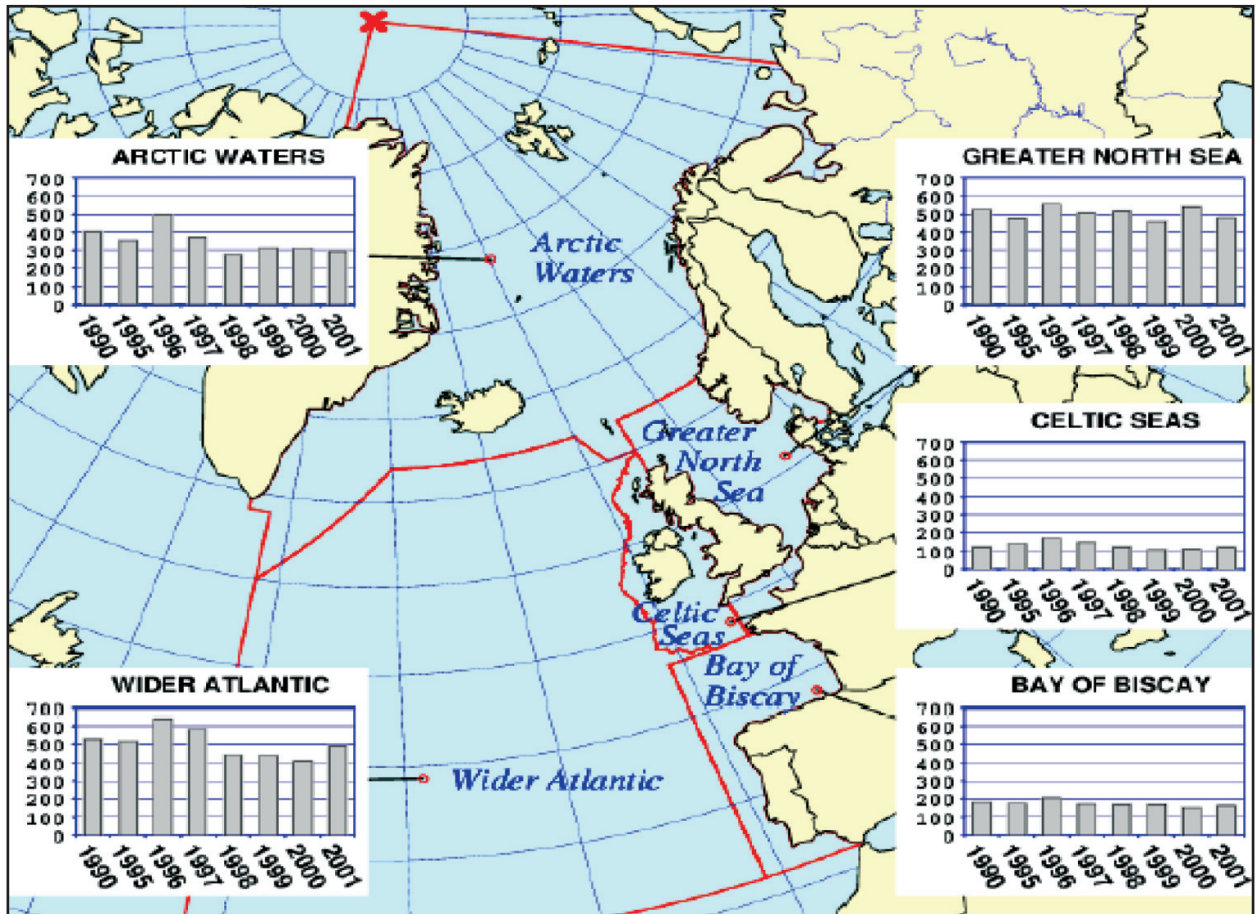 ARCTIC WATERS
700
600
500
400
300
200
100
0
1990 1995 1996 1997 1998 1999 2000 2001
GREATER NORTH SEA
700
600
500
400
300
200
100
0
1990 1995 1996 1997 1998 1999 2000 2001
Arctic
Waters
Greater
North
Sea
CELTIC SEAS
700
600
500
400
300
200
100
0
1990 1995 1996 1997 1998 1999 2000 2001
Celtic
Seas
Bay of
Biscay
WIDER ATLANTIC
700
600
500
400
300
200
100
0
1990 1995 1996 1997 1998 1999 2000 2001
Wider Atlantic
BAY OF BISCAY
700
600
500
400
300
200
100
0
1990 1995 1996 1997 1998 1999 2000 2001